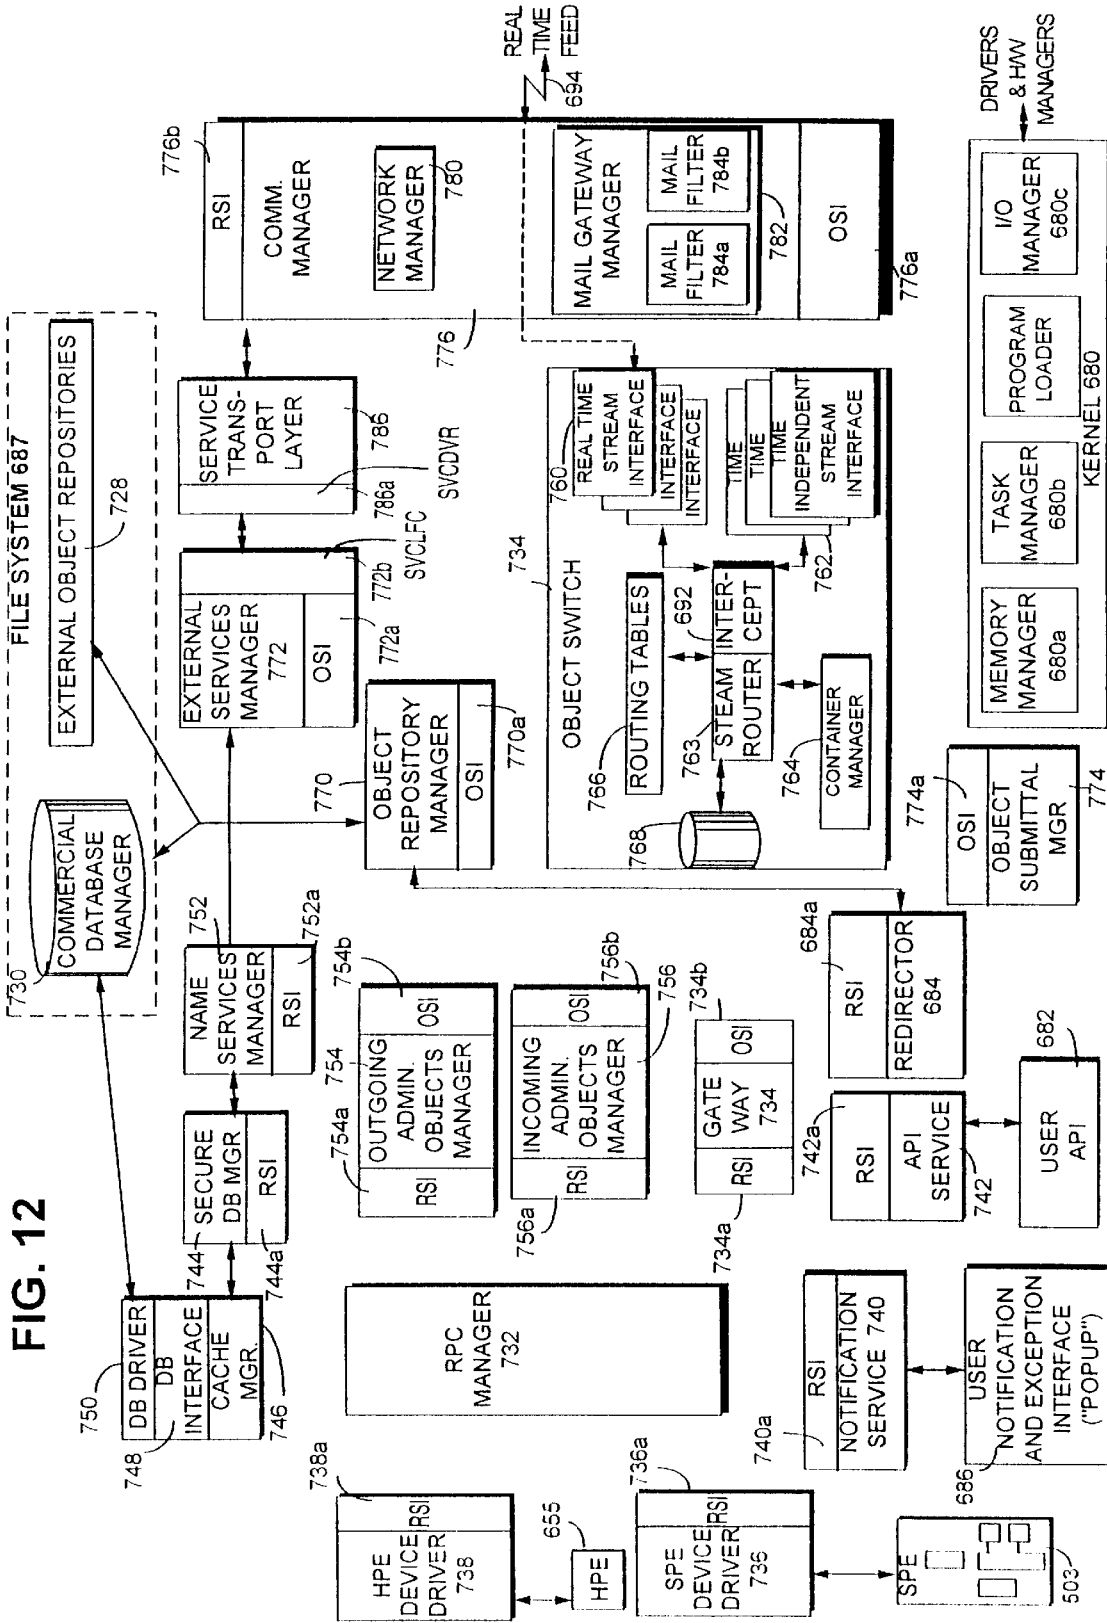 FIG. 12
FILE SYSTEM 687
730
COMMERCIAL
DATABASE
MANAGER
EXTERNAL OBJECT REPOSITORIES
728
750
DB DRIVER
DB
INTERFACE
CACHE
MGR.
748
746
744
SECURE
DB MGR
RSI
744a
NAME
SERVICES
MANAGER
RSI
752
752a
EXTERNAL
SERVICES
MANAGER
772
OSI
772a
772b
SVCLFC
SERVICE
TRANS-
PORT
LAYER
786
786a
SVCDVR
776b
RSI
COMM.
MANAGER
NETWORK
MANAGER
780
776
MAIL GATEWAY
MANAGER
MAIL
FILTER
784a
MAIL
FILTER
784b
782
OSI
776a
REAL
TIME
FEED
694
738a
HPE
DEVICE
DRIVER
738
RSI
HPE
655
736a
SPE
DEVICE
DRIVER
736
RSI
SPE
503
RPC
MANAGER
732
754a
754
754b
RSI
OUTGOING
ADMIN.
OBJECTS
MANAGER
OSI
RSI
INCOMING
ADMIN.
OBJECTS
MANAGER
OSI
756a
756
756b
RSI
GATE
WAY
734
OSI
734a
734b
770
OBJECT
REPOSITORY
MANAGER
OSI
770a
734
OBJECT SWITCH
766
ROUTING TABLES
768
763
STEAM
ROUTER
INTER-
CEPT
692
764
CONTAINER
MANAGER
760
REAL TIME
STREAM
INTERFACE
INTERFACE
INTERFACE
TIME
TIME
TIME
INDEPENDENT
STREAM
INTERFACE
762
740a
RSI
NOTIFICATION
SERVICE 740
USER
NOTIFICATION
AND EXCEPTION
INTERFACE
("POPUP")
686
742a
RSI
API
SERVICE
742
USER
API
682
684a
RSI
REDIRECTOR
684
774a
OSI
OBJECT
SUBMITTAL
MGR
774
MEMORY
MANAGER
680a
TASK
MANAGER
680b
PROGRAM
LOADER
I/O
MANAGER
680c
KERNEL 680
DRIVERS
& H/W
MANAGERS